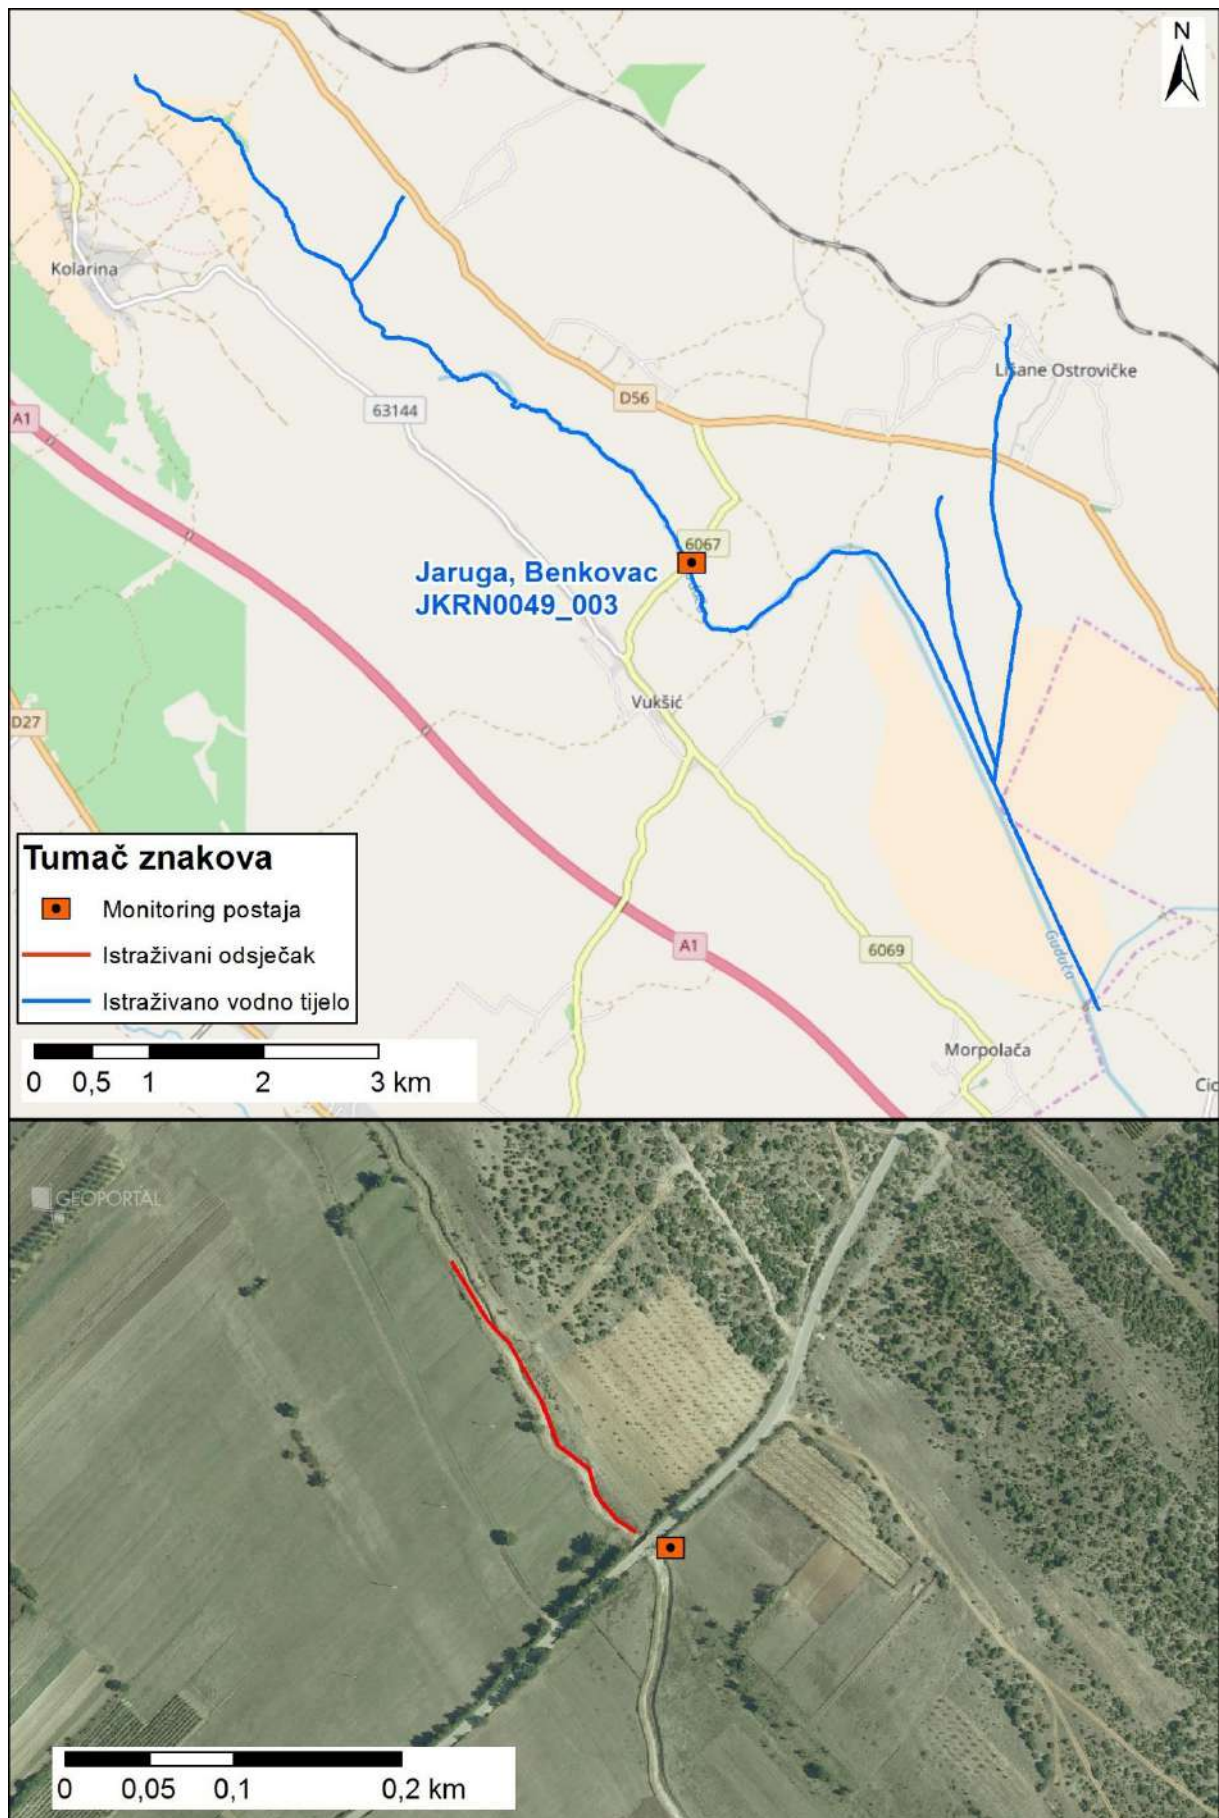 N
Kolarina
A1
63144
D56
Lišane Ostrovičke
6067
Jaruga, Benkovac
JKRN0049_003
Vukšić
D27
A1
6069
Gudača
Morpolača
Cic
Tumač znakova
Monitoring postaja
Istraživani odsječak
Istraživano vodno tijelo
0 0,5 1 2 3 km
GEOPORTAL
0 0,05 0,1 0,2 km